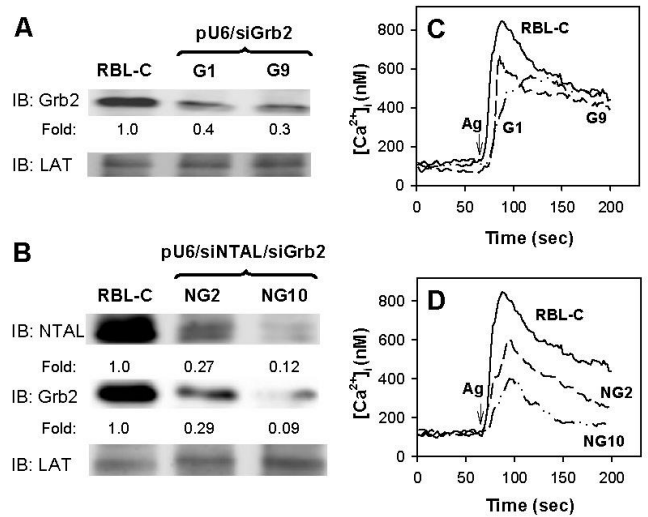 A
pU6/siGrb2
RBL-C G1 G9
IB: Grb2
Fold: 1.0 0.4 0.3
IB: LAT
B
pU6/siNTAL/siGrb2
RBL-C NG2 NG10
IB: NTAL
Fold: 1.0 0.27 0.12
IB: Grb2
Fold: 1.0 0.29 0.09
IB: LAT
C
[Ca²⁺]ᵢ (nM)
800
600
400
200
0
RBL-C
Ag
G1
G9
0 50 100 150 200
Time (sec)
D
[Ca²⁺]ᵢ (nM)
800
600
400
200
0
RBL-C
Ag
NG2
NG10
0 50 100 150 200
Time (sec)